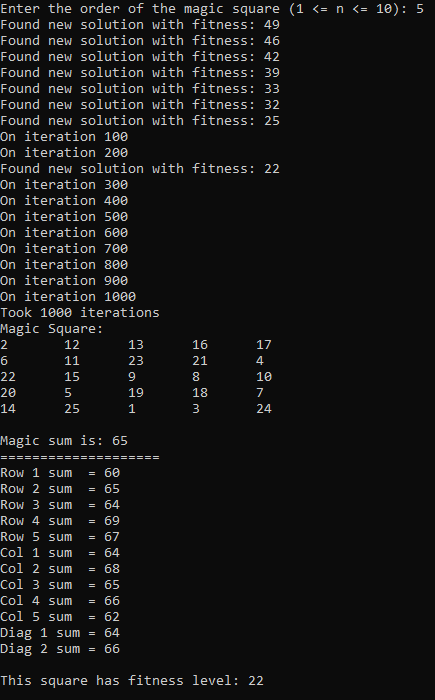 Enter the order of the magic square (1 <= n <= 10): 5
Found new solution with fitness: 49
Found new solution with fitness: 46
Found new solution with fitness: 42
Found new solution with fitness: 39
Found new solution with fitness: 33
Found new solution with fitness: 32
Found new solution with fitness: 25
On iteration 100
On iteration 200
Found new solution with fitness: 22
On iteration 300
On iteration 400
On iteration 500
On iteration 600
On iteration 700
On iteration 800
On iteration 900
On iteration 1000
Took 1000 iterations
Magic Square:
2       12      13      16      17
6       11      23      21      4
22      15      9       8       10
20      5       19      18      7
14      25      1       3       24

Magic sum is: 65
====================
Row 1 sum  = 60
Row 2 sum  = 65
Row 3 sum  = 64
Row 4 sum  = 69
Row 5 sum  = 67
Col 1 sum  = 64
Col 2 sum  = 68
Col 3 sum  = 65
Col 4 sum  = 66
Col 5 sum  = 62
Diag 1 sum = 64
Diag 2 sum = 66

This square has fitness level: 22